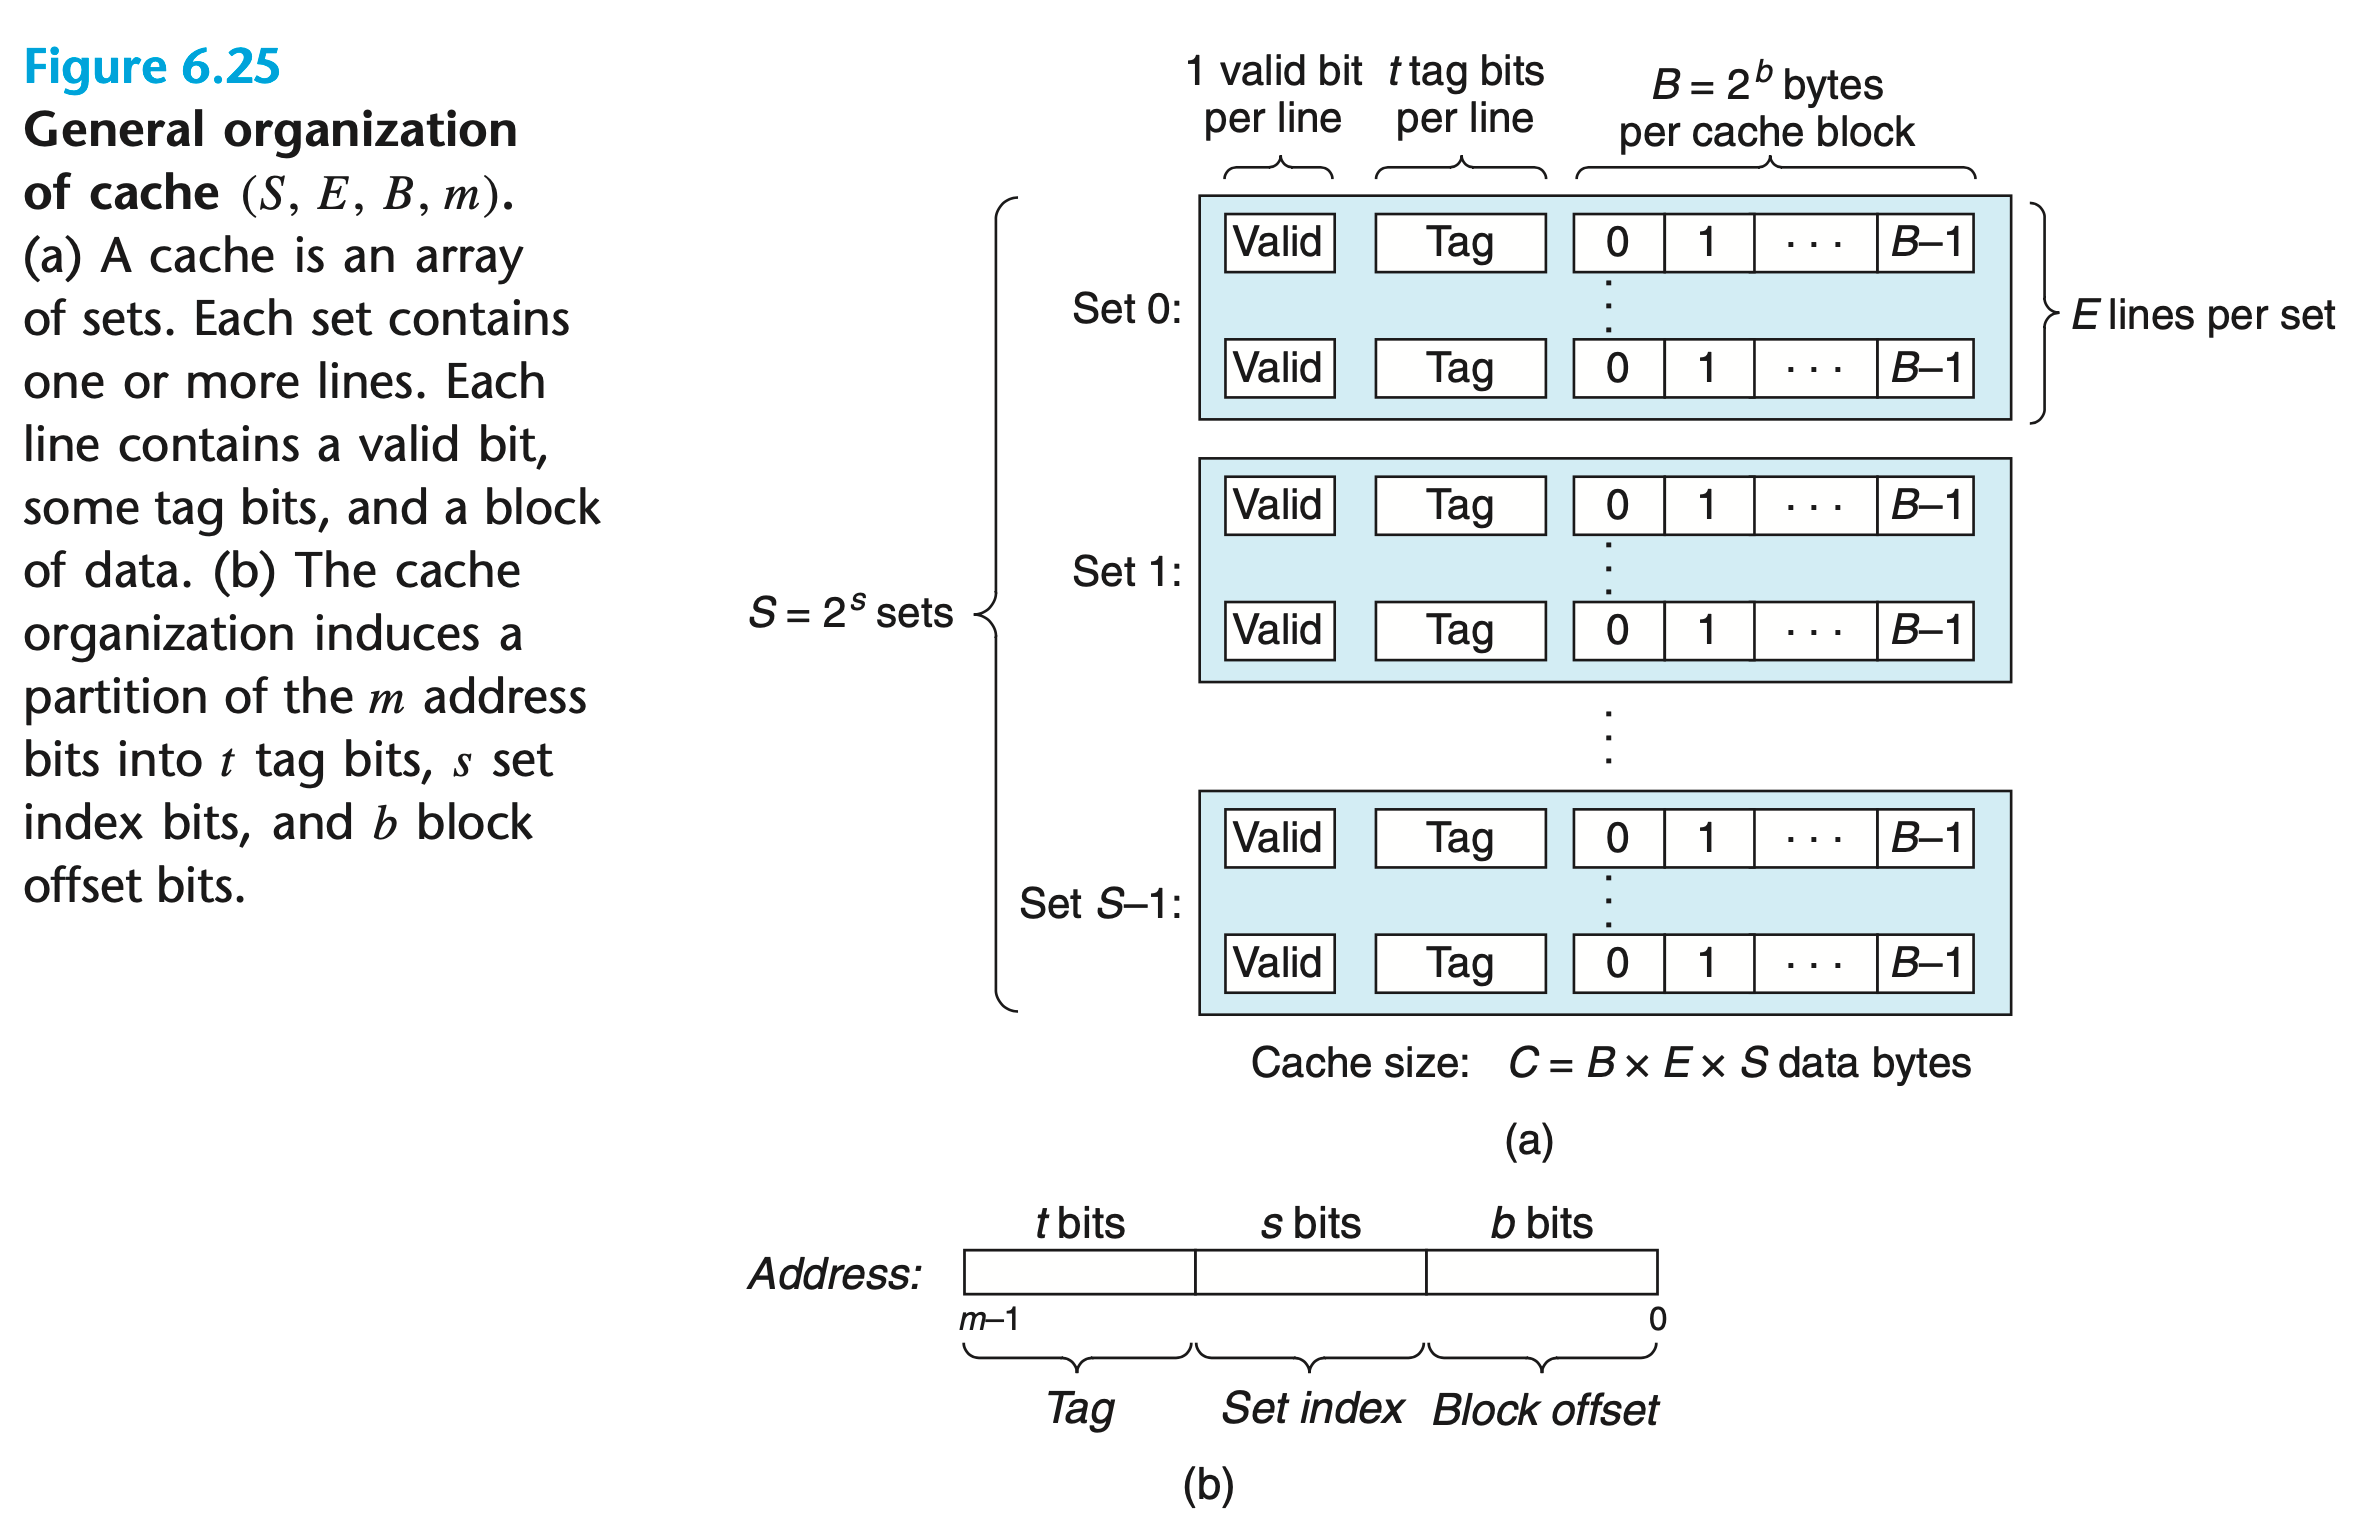 Figure 6.25
General organization
of cache (S, E, B, m).
(a) A cache is an array
of sets. Each set contains
one or more lines. Each
line contains a valid bit,
some tag bits, and a block
of data. (b) The cache
organization induces a
partition of the m address
bits into t tag bits, s set
index bits, and b block
offset bits.
1 valid bit
per line
t tag bits
per line
B = 2^b bytes
per cache block
S = 2^s sets
Set 0:
Valid Tag 0 1 · · · B–1
Valid Tag 0 1 · · · B–1
E lines per set
Set 1:
Valid Tag 0 1 · · · B–1
Valid Tag 0 1 · · · B–1
Set S–1:
Valid Tag 0 1 · · · B–1
Valid Tag 0 1 · · · B–1
Cache size: C = B × E × S data bytes
(a)
t bits s bits b bits
Address:
m–1 0
Tag Set index Block offset
(b)